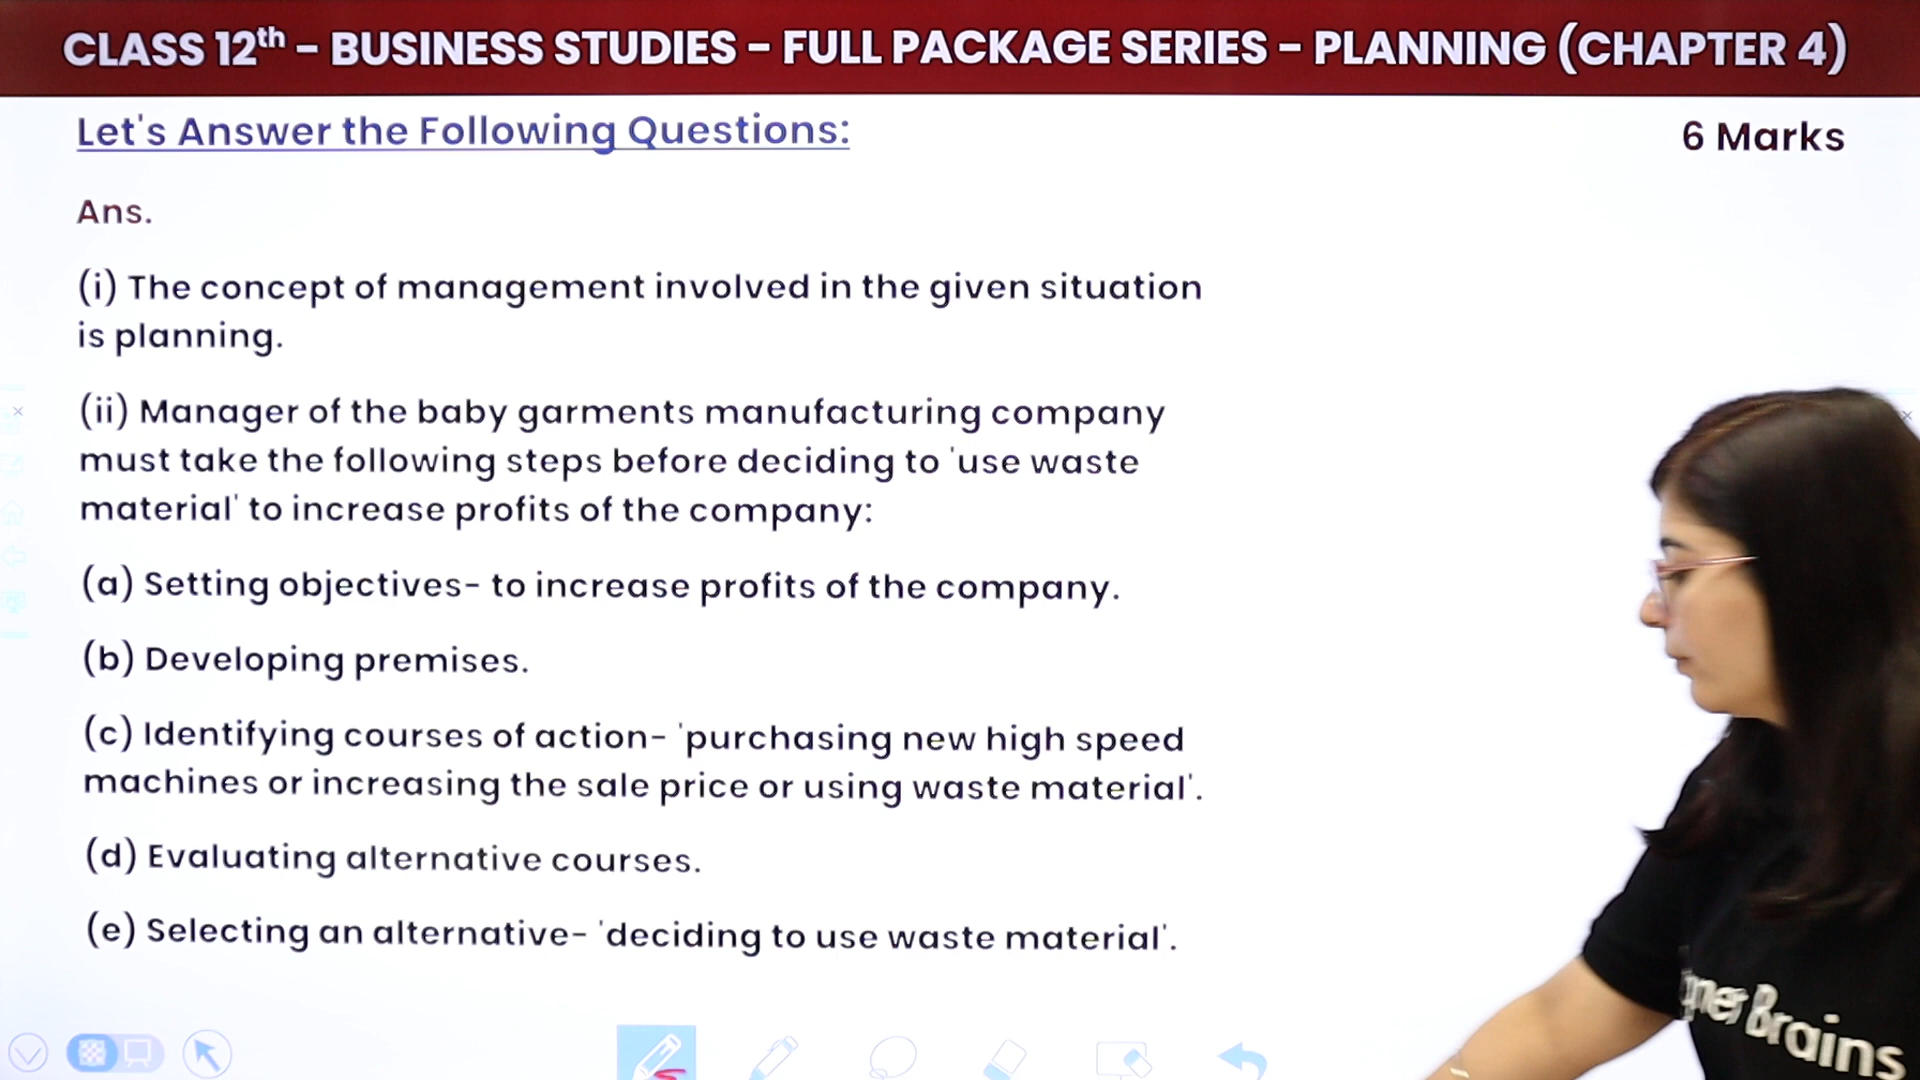 CLASS 12th – BUSINESS STUDIES – FULL PACKAGE SERIES – PLANNING (CHAPTER 4)
Let's Answer the Following Questions:
6 Marks
Ans.
(i) The concept of management involved in the given situation
is planning.
(ii) Manager of the baby garments manufacturing company
must take the following steps before deciding to 'use waste
material' to increase profits of the company:
(a) Setting objectives- to increase profits of the company.
(b) Developing premises.
(c) Identifying courses of action- 'purchasing new high speed
machines or increasing the sale price or using waste material'.
(d) Evaluating alternative courses.
(e) Selecting an alternative- 'deciding to use waste material'.
Brains